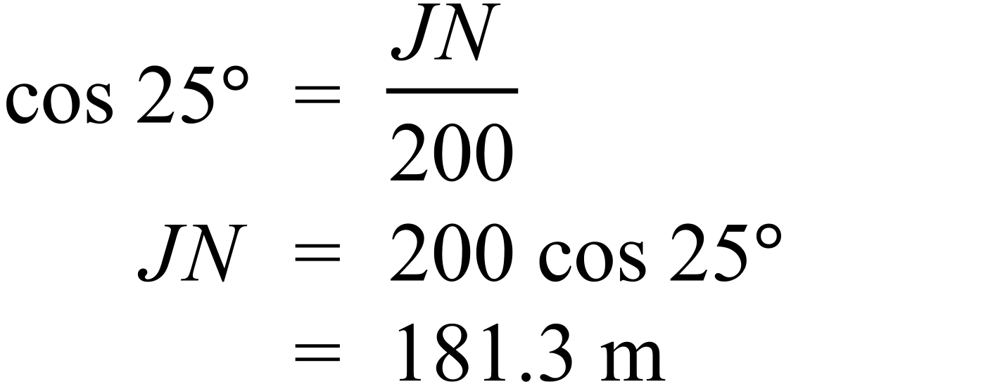 cos 25° = JN/200
JN = 200 cos 25°
= 181.3 m